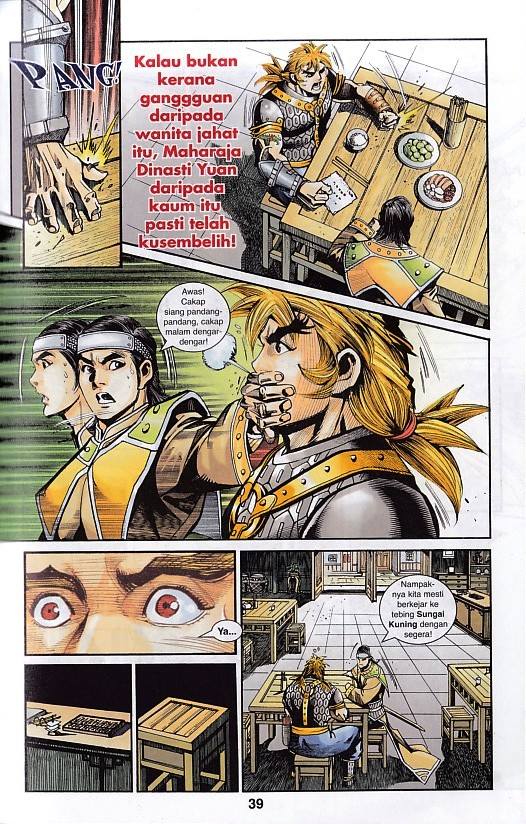 PANG!
Kalau bukan
kerana
ganggguan
daripada
wanita jahat
itu, Maharaja
Dinasti Yuan
daripada
kaum itu
pasti telah
kusembelih!
Awas!
Cakap
siang pandang-
pandang, cakap
malam dengar-
dengar!
Ya...
Nampak-
nya kita mesti
berkejar ke
tebing Sungai
Kuning dengan
segera!
39